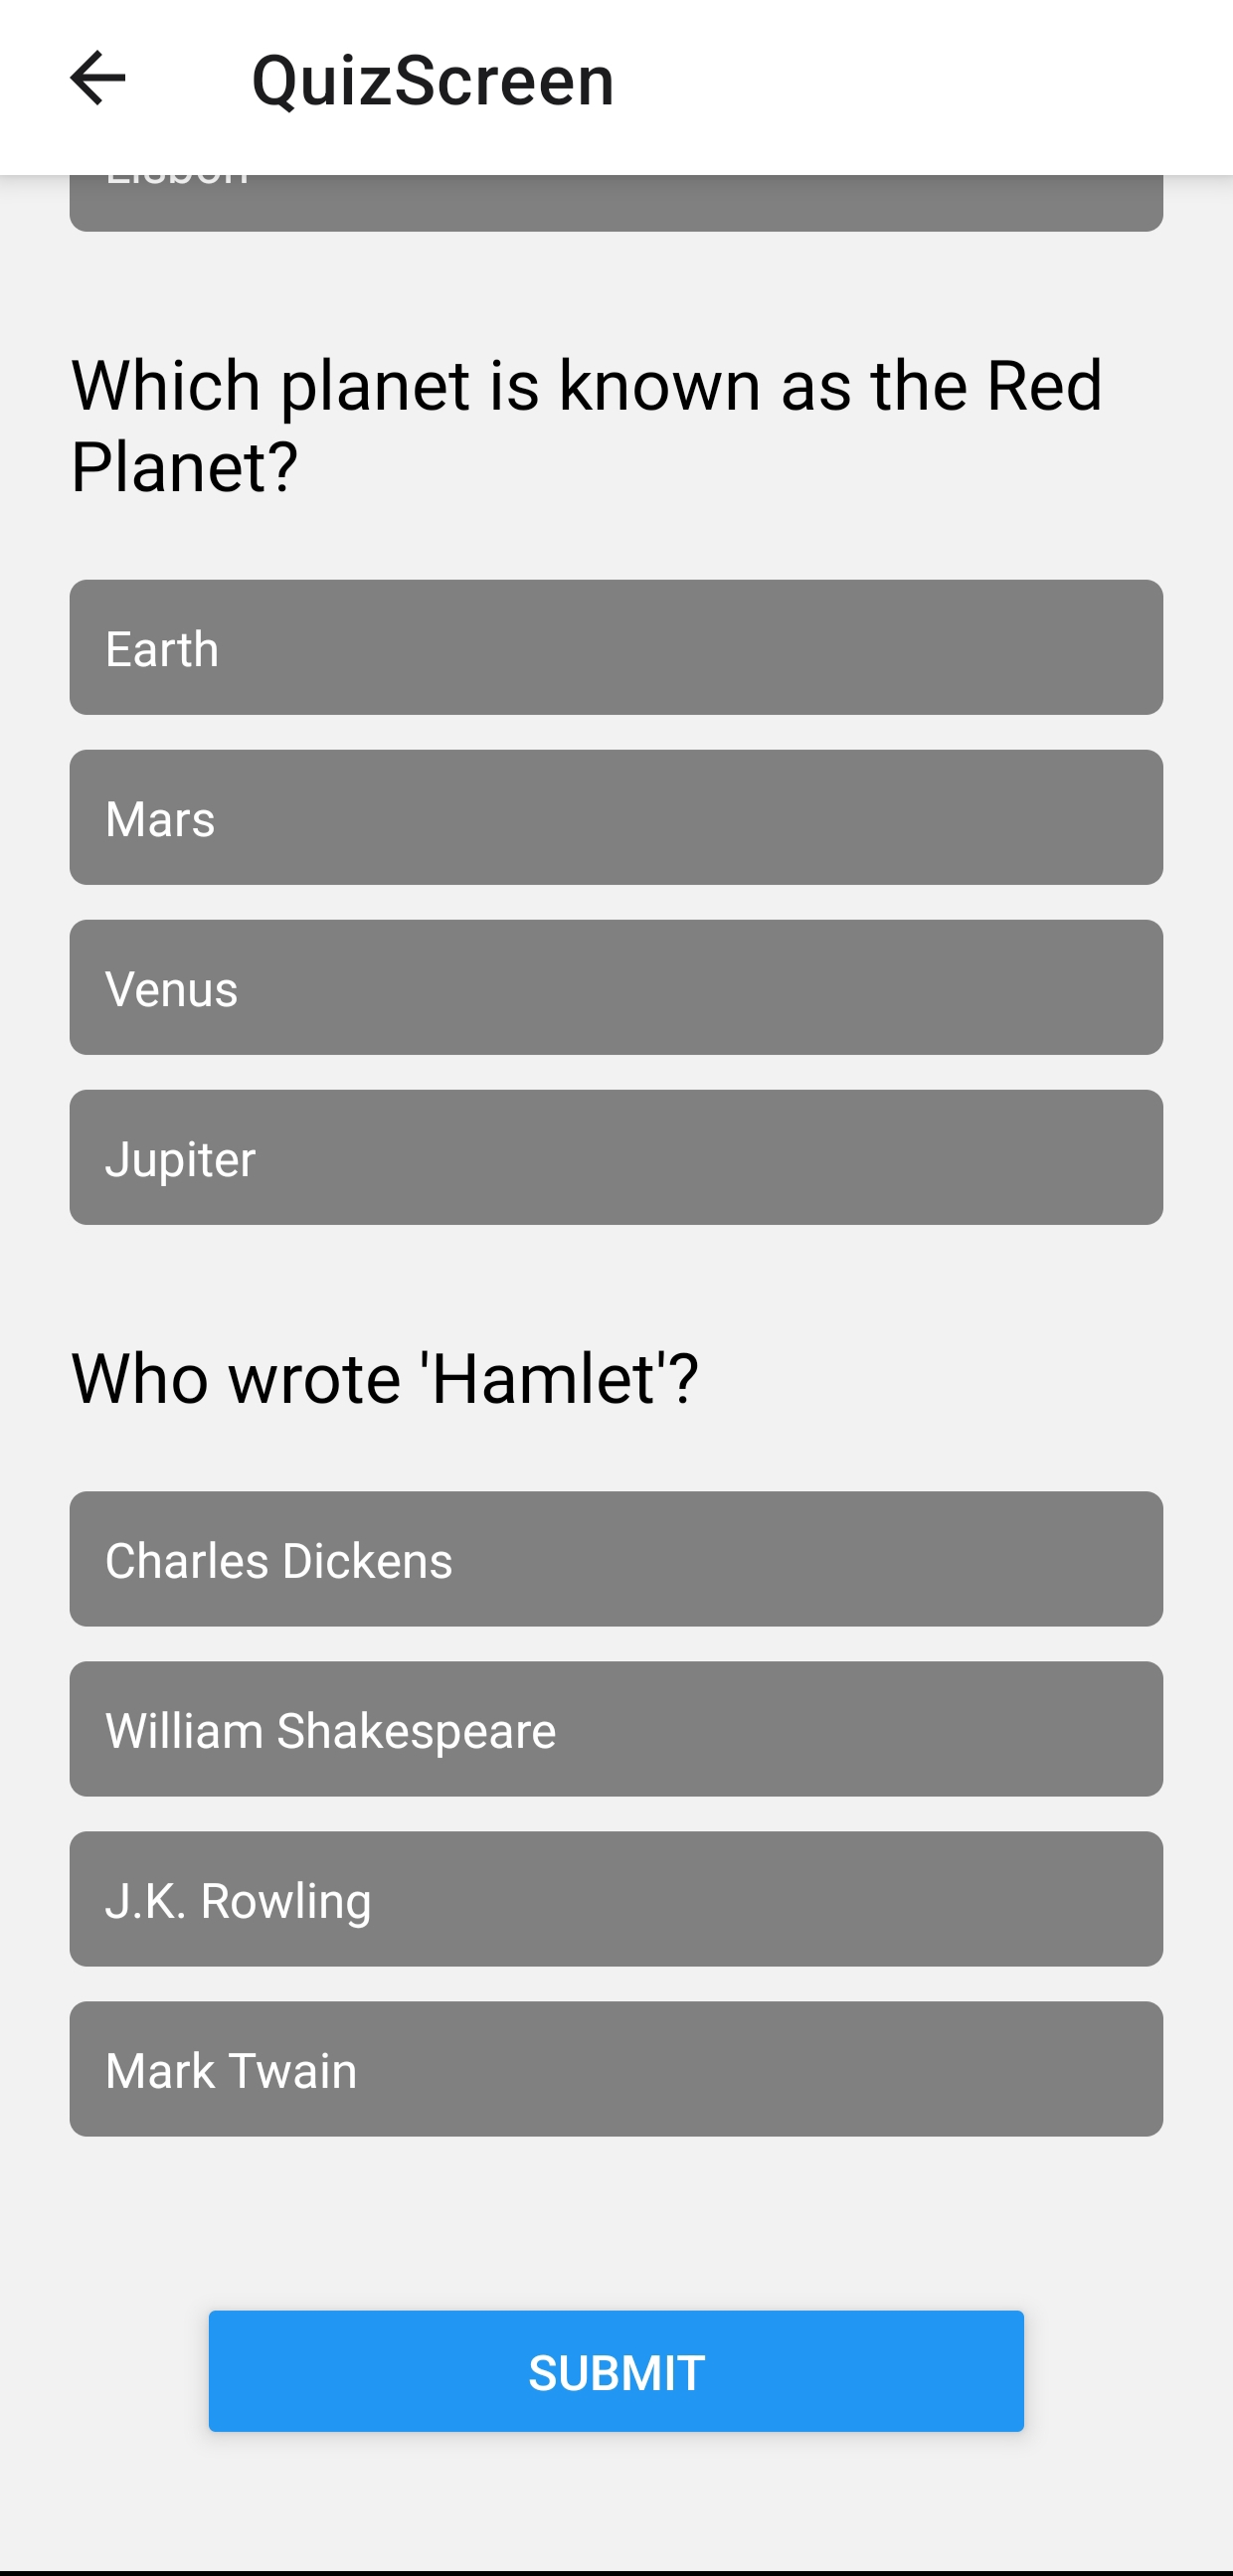 QuizScreen
Lisbon
Which planet is known as the Red
Planet?
Earth
Mars
Venus
Jupiter
Who wrote 'Hamlet'?
Charles Dickens
William Shakespeare
J.K. Rowling
Mark Twain
SUBMIT